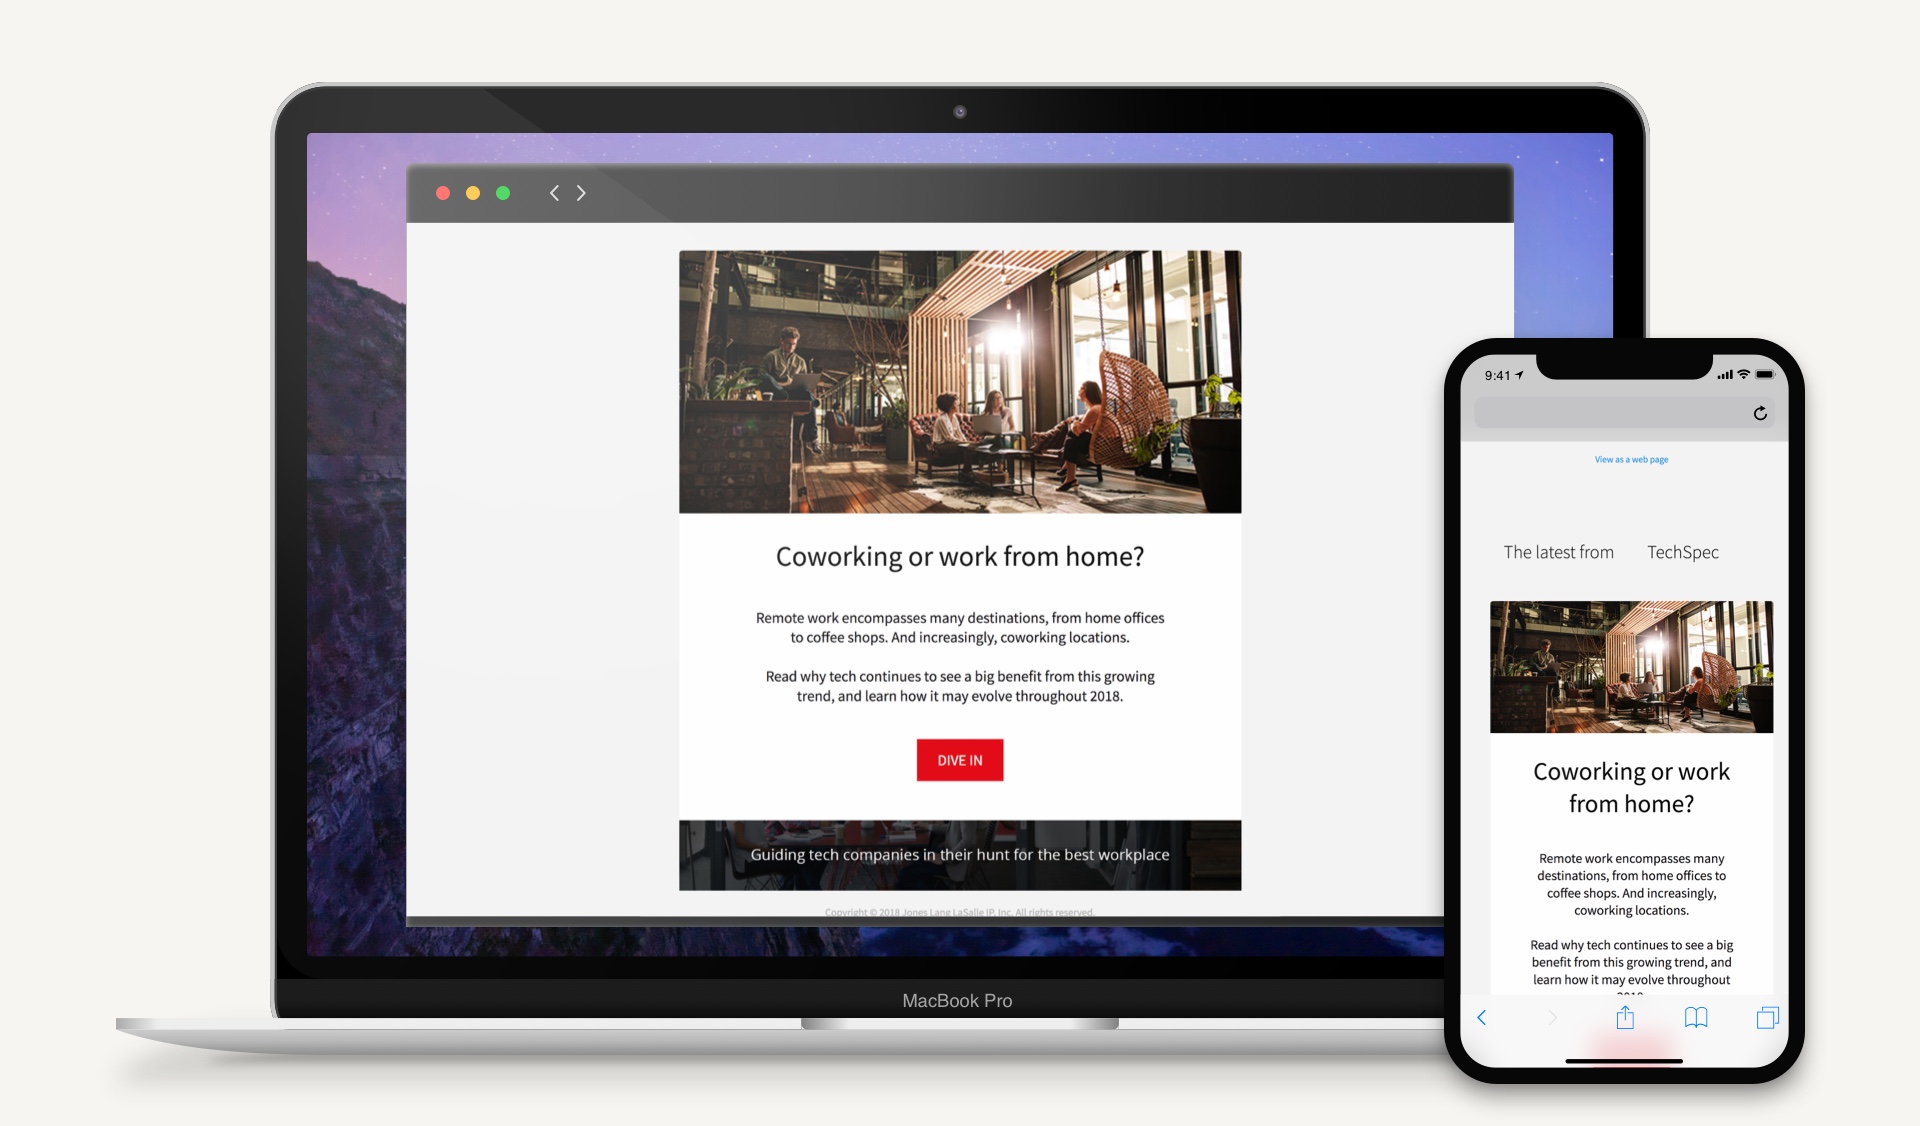 Coworking or work from home?
Remote work encompasses many destinations, from home offices
to coffee shops. And increasingly, coworking locations.
Read why tech continues to see a big benefit from this growing
trend, and learn how it may evolve throughout 2018.
DIVE IN
Guiding tech companies in their hunt for the best workplace
Copyright © 2018 Jones Lang LaSalle IP, Inc. All rights reserved.
MacBook Pro
9:41
View as a web page
The latest from TechSpec
Coworking or work
from home?
Remote work encompasses many
destinations, from home offices to
coffee shops. And increasingly,
coworking locations.
Read why tech continues to see a big
benefit from this growing trend, and
learn how it may evolve throughout
2018.